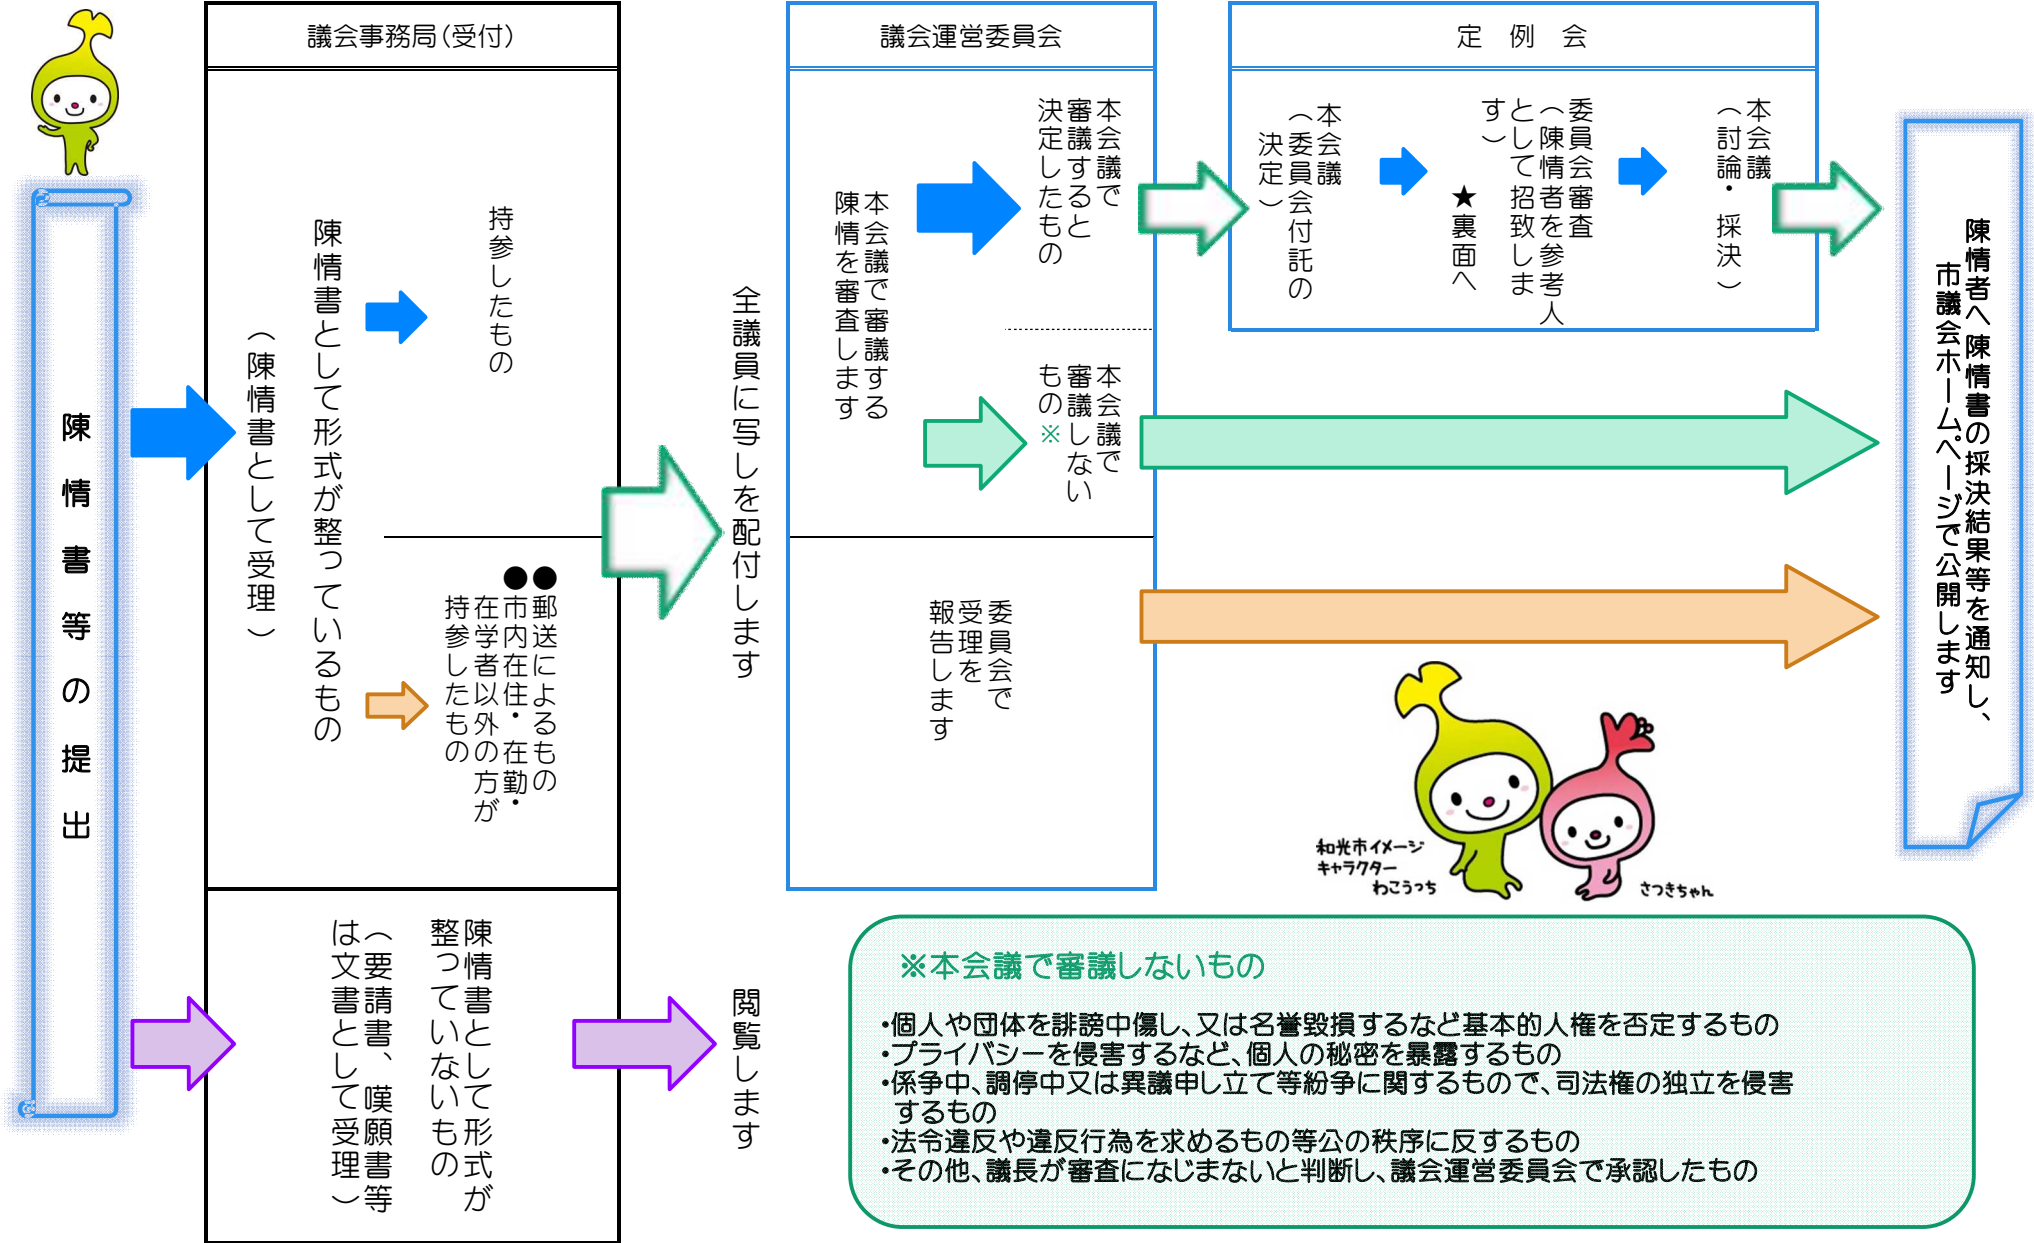 陳情書等の提出
議会事務局（受付）
陳情書として形式が整っているもの
（陳情書として受理）
持参したもの
●郵送によるもの
●市内在住・在勤・
在学者以外の方が
持参したもの
陳情書として形式が
整っていないもの
（要請書、嘆願書等
は文書として受理）
全議員に写しを配付します
閲覧します
議会運営委員会
本会議で審議する
陳情を審査します
本会議で
審議すると
決定したもの
本会議で
審議しない
もの※
委員会で
受理を
報告します
定 例 会
本会議
（委員会付託の
決定）
委員会審査
（陳情者を参考人
として招致しま
す）
★裏面へ
本会議
（討論・採決）
陳情者へ陳情書の採決結果等を通知し、
市議会ホームページで公開します
和光市イメージ
キャラクター
わこうっち
さつきちゃん
※本会議で審議しないもの
・個人や団体を誹謗中傷し、又は名誉毀損するなど基本的人権を否定するもの
・プライバシーを侵害するなど、個人の秘密を暴露するもの
・係争中、調停中又は異議申し立て等紛争に関するもので、司法権の独立を侵害
するもの
・法令違反や違反行為を求めるもの等公の秩序に反するもの
・その他、議長が審査になじまないと判断し、議会運営委員会で承認したもの